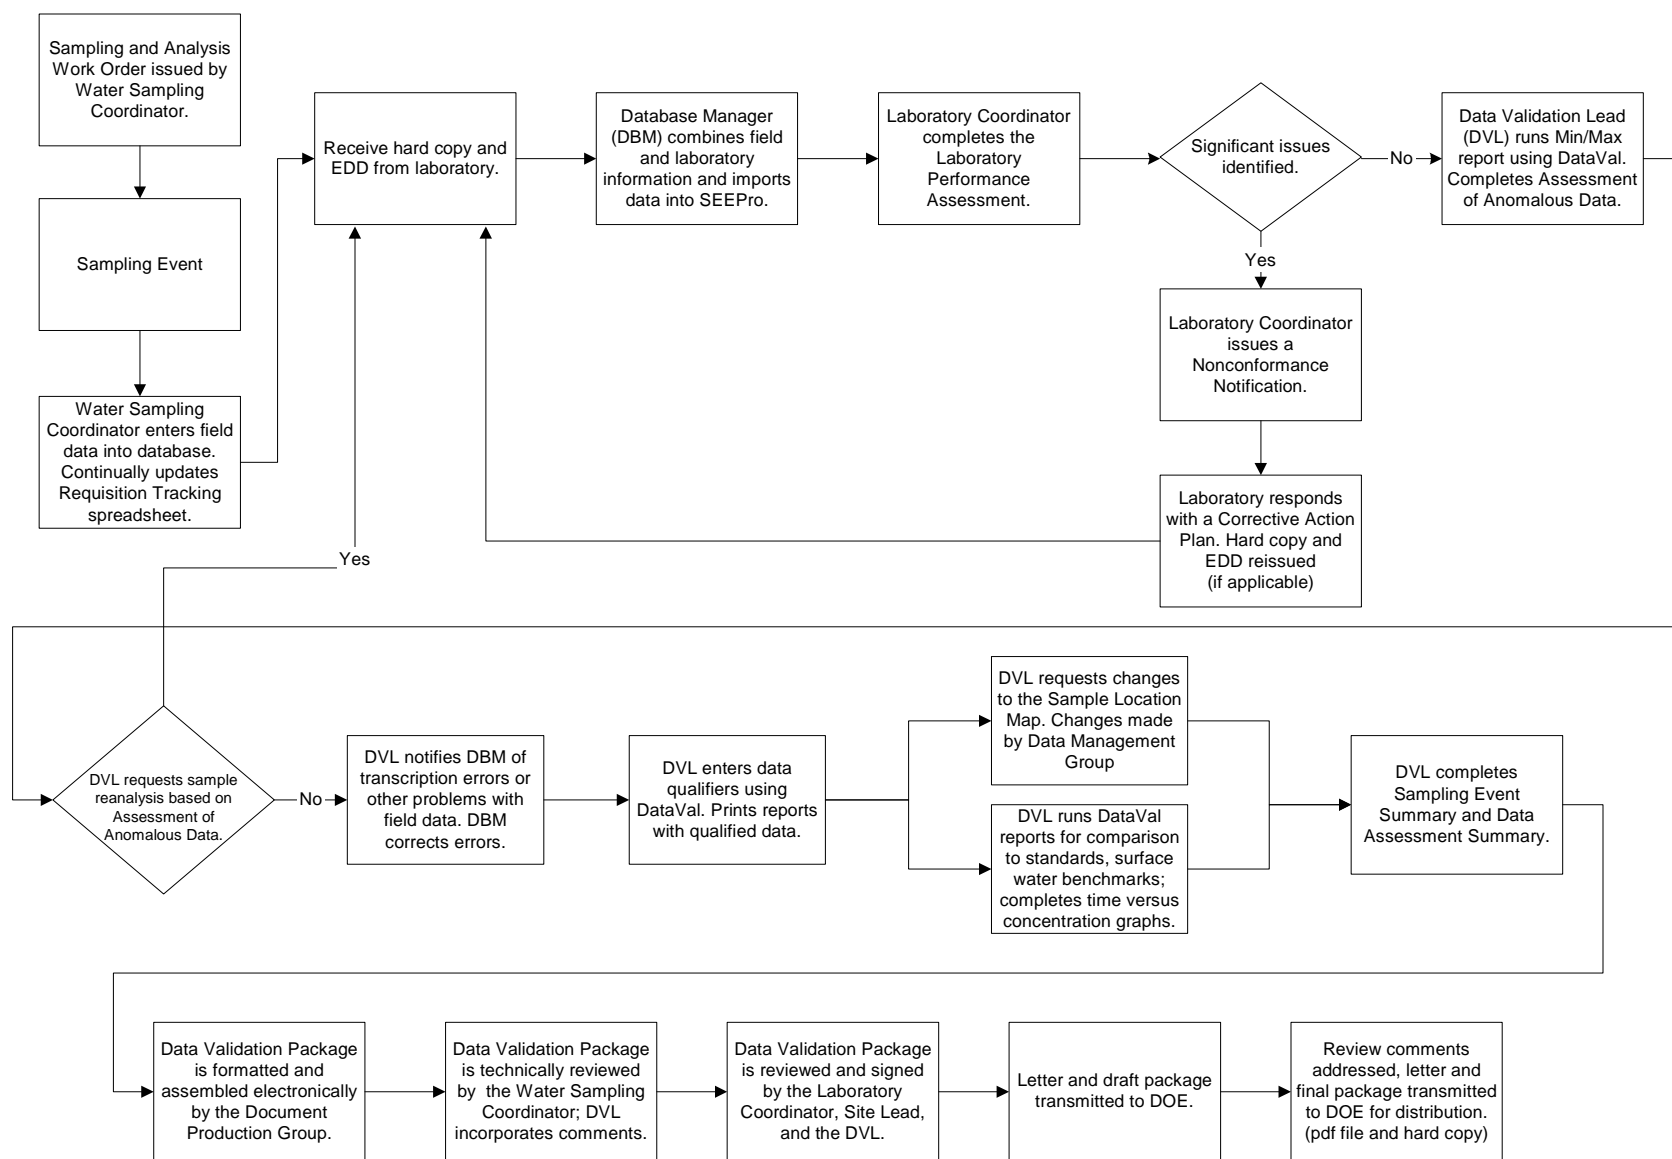 Sampling and Analysis
Work Order issued by
Water Sampling
Coordinator.
Sampling Event
Water Sampling
Coordinator enters field
data into database.
Continually updates
Requisition Tracking
spreadsheet.
Receive hard copy and
EDD from laboratory.
Database Manager
(DBM) combines field
and laboratory
information and imports
data into SEEPro.
Laboratory Coordinator
completes the
Laboratory
Performance
Assessment.
Significant issues
identified.
No
Data Validation Lead
(DVL) runs Min/Max
report using DataVal.
Completes Assessment
of Anomalous Data.
Yes
Laboratory Coordinator
issues a
Nonconformance
Notification.
Laboratory responds
with a Corrective Action
Plan. Hard copy and
EDD reissued
(if applicable)
Yes
DVL requests sample
reanalysis based on
Assessment of
Anomalous Data.
No
DVL notifies DBM of
transcription errors or
other problems with
field data. DBM
corrects errors.
DVL enters data
qualifiers using
DataVal. Prints reports
with qualified data.
DVL requests changes
to the Sample Location
Map. Changes made
by Data Management
Group
DVL runs DataVal
reports for comparison
to standards, surface
water benchmarks;
completes time versus
concentration graphs.
DVL completes
Sampling Event
Summary and Data
Assessment Summary.
Data Validation Package
is formatted and
assembled electronically
by the Document
Production Group.
Data Validation Package
is technically reviewed
by the Water Sampling
Coordinator; DVL
incorporates comments.
Data Validation Package
is reviewed and signed
by the Laboratory
Coordinator, Site Lead,
and the DVL.
Letter and draft package
transmitted to DOE.
Review comments
addressed, letter and
final package transmitted
to DOE for distribution.
(pdf file and hard copy)